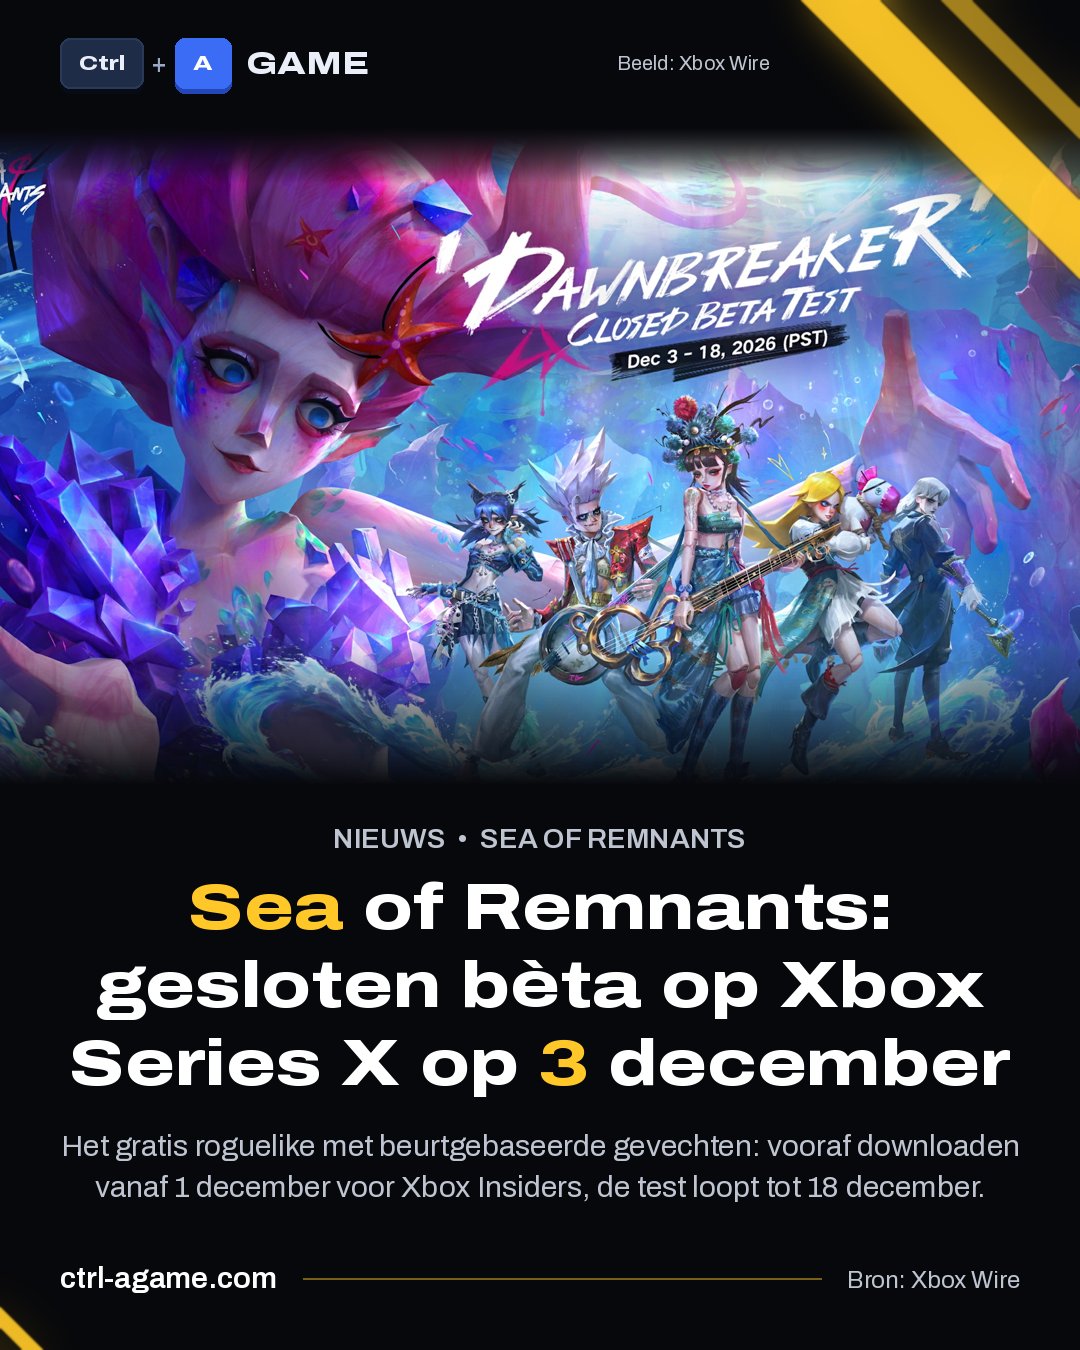 Ctrl + A GAME
Beeld: Xbox Wire
ANTS
DAWNBREAKER
CLOSED BETA TEST
Dec 3 - 18, 2026 (PST)
NIEUWS • SEA OF REMNANTS
Sea of Remnants:
gesloten bèta op Xbox
Series X op 3 december
Het gratis roguelike met beurtgebaseerde gevechten: vooraf downloaden
vanaf 1 december voor Xbox Insiders, de test loopt tot 18 december.
ctrl-agame.com
Bron: Xbox Wire